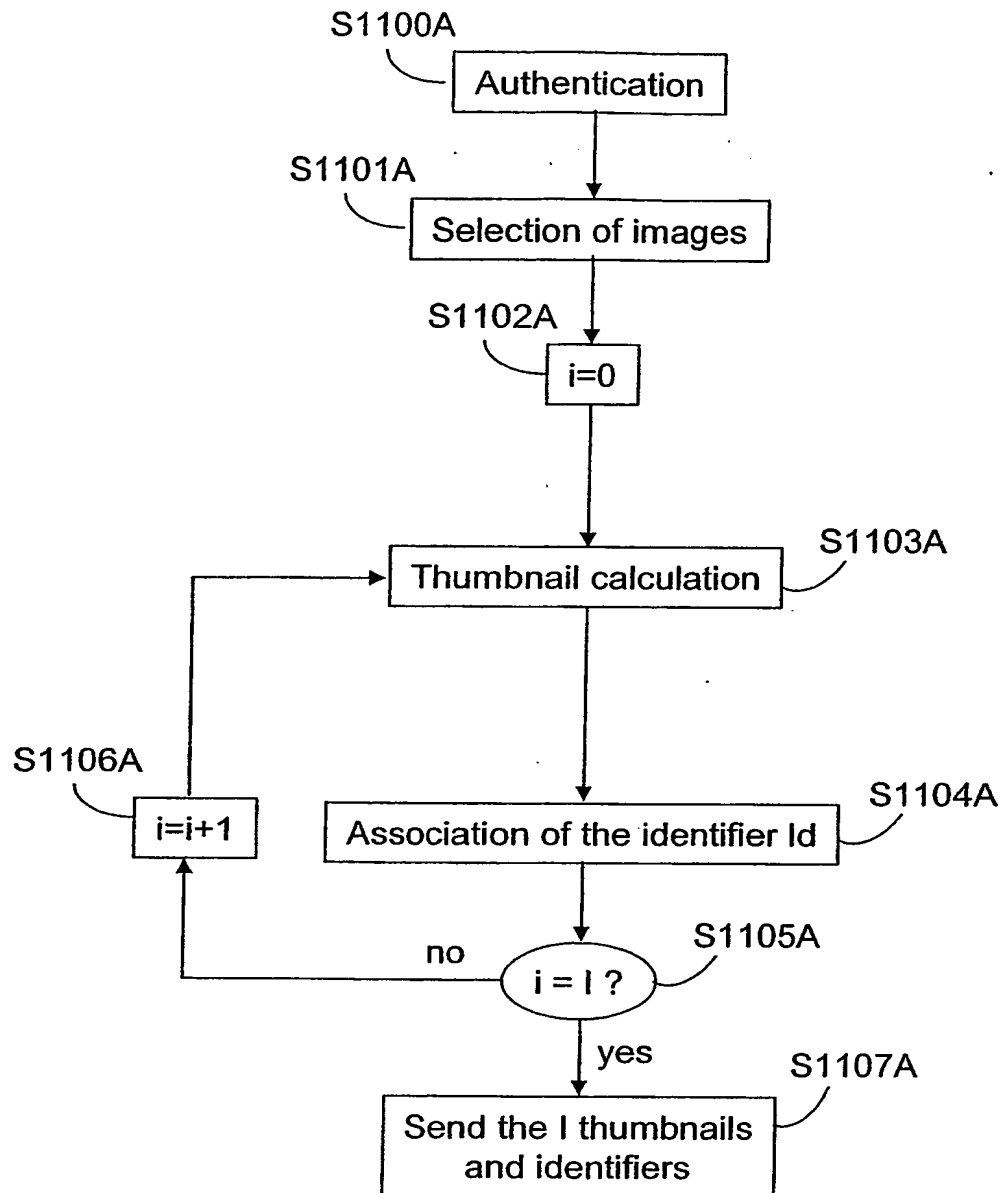 S1100A
Authentication
S1101A
Selection of images
S1102A
i=0
S1103A
Thumbnail calculation
S1106A
i=i+1
S1104A
Association of the identifier Id
S1105A
no
i = I ?
yes
S1107A
Send the I thumbnails
and identifiers